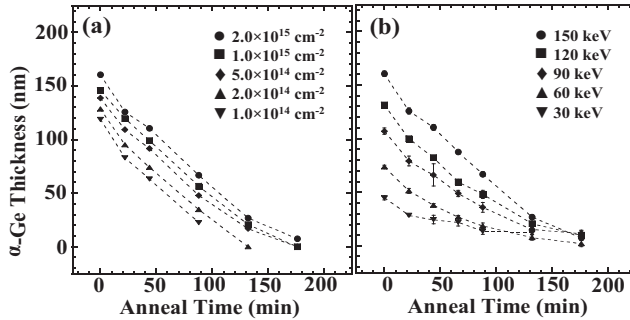 (a)
2.0×10¹⁵ cm⁻²
1.0×10¹⁵ cm⁻²
5.0×10¹⁴ cm⁻²
2.0×10¹⁴ cm⁻²
1.0×10¹⁴ cm⁻²
(b)
150 keV
120 keV
90 keV
60 keV
30 keV
α-Ge Thickness (nm)
200
150
100
50
0
0 50 100 150 200
0 50 100 150 200
Anneal Time (min)
Anneal Time (min)